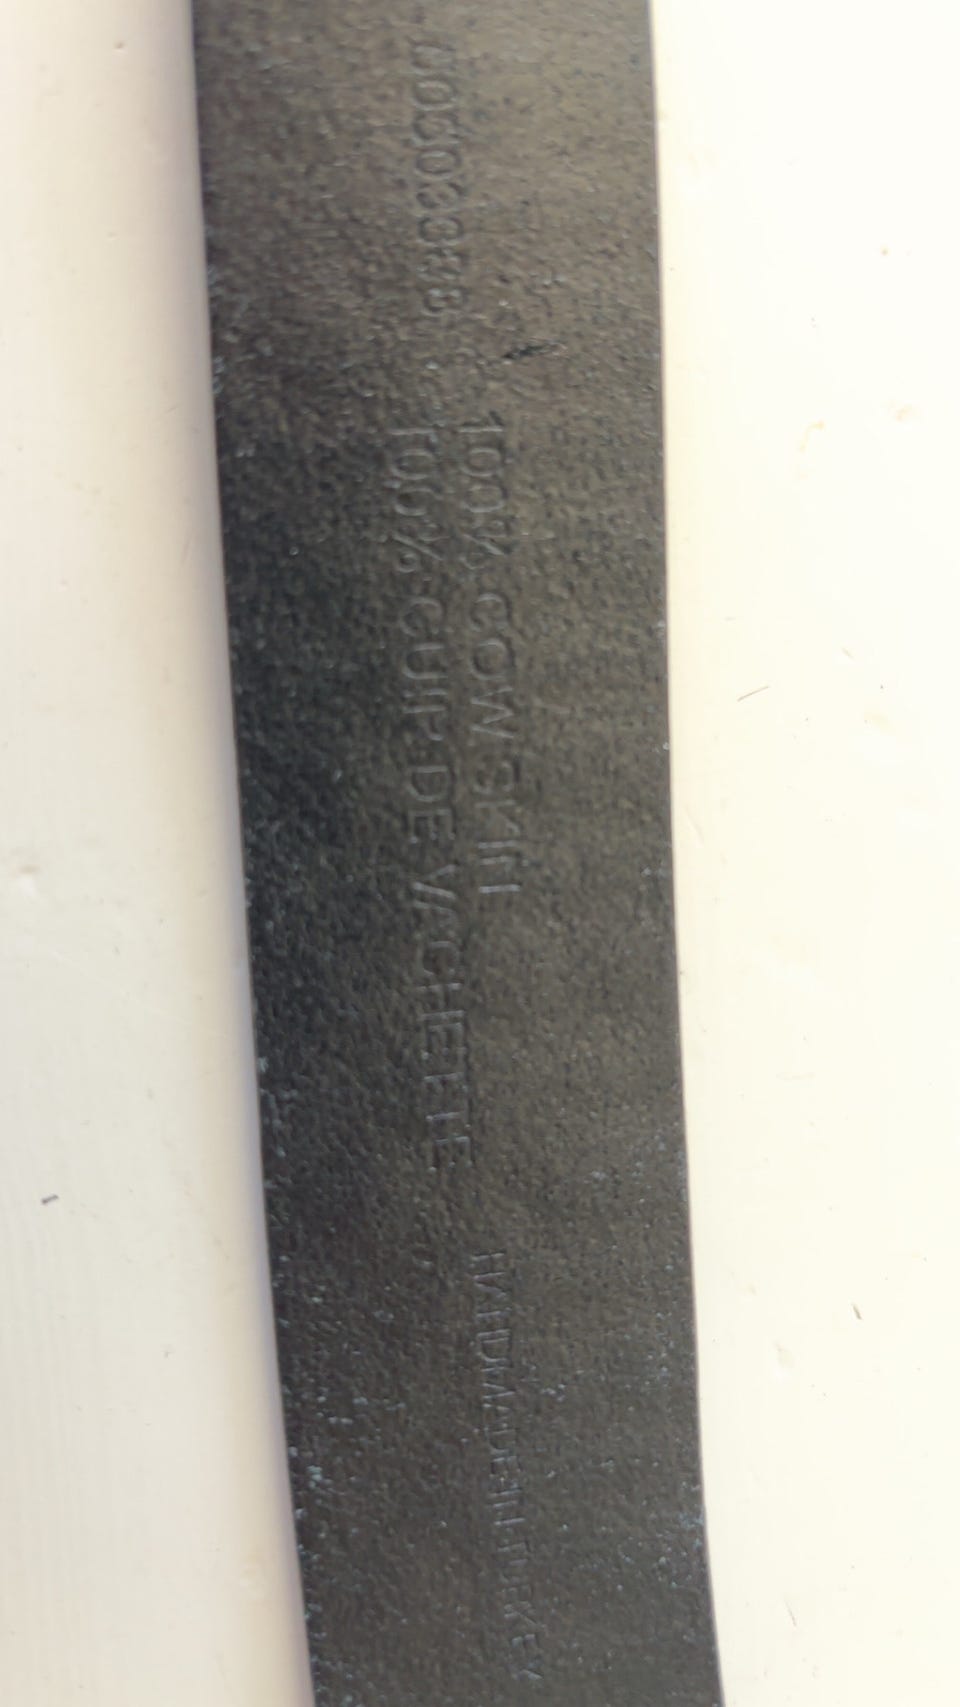 100% COW SKIN
100% CUIR DE VACHETTE
HANDMADE IN TURKEY